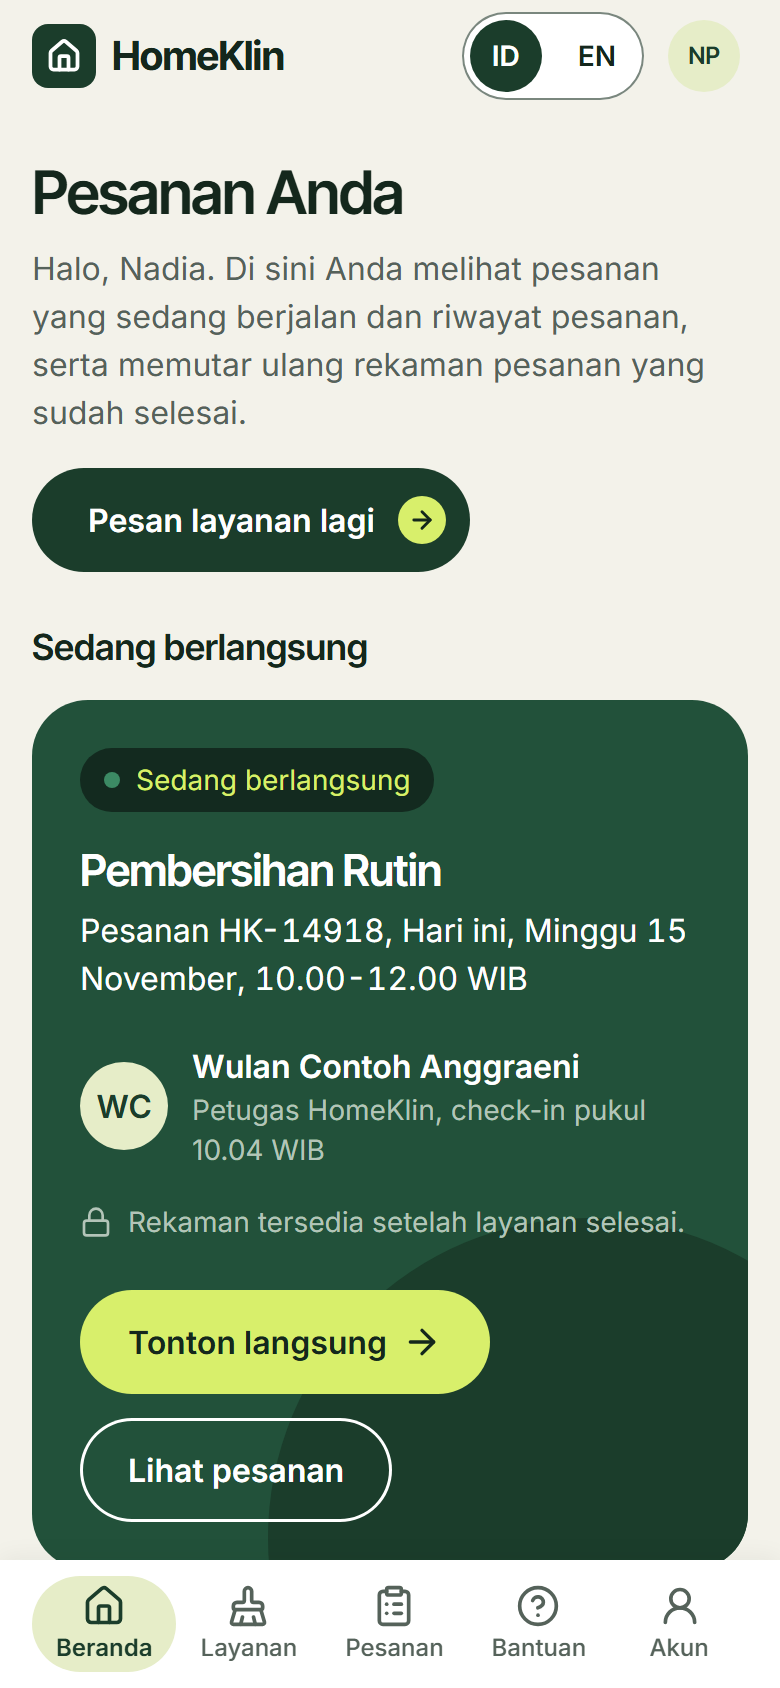 HomeKlin
ID
EN
NP
Pesanan Anda
Halo, Nadia. Di sini Anda melihat pesanan
yang sedang berjalan dan riwayat pesanan,
serta memutar ulang rekaman pesanan yang
sudah selesai.
Pesan layanan lagi
Sedang berlangsung
Sedang berlangsung
Pembersihan Rutin
Pesanan HK-14918, Hari ini, Minggu 15
November, 10.00-12.00 WIB
WC
Wulan Contoh Anggraeni
Petugas HomeKlin, check-in pukul
10.04 WIB
Rekaman tersedia setelah layanan selesai.
Tonton langsung
Lihat pesanan
Beranda
Layanan
Pesanan
Bantuan
Akun